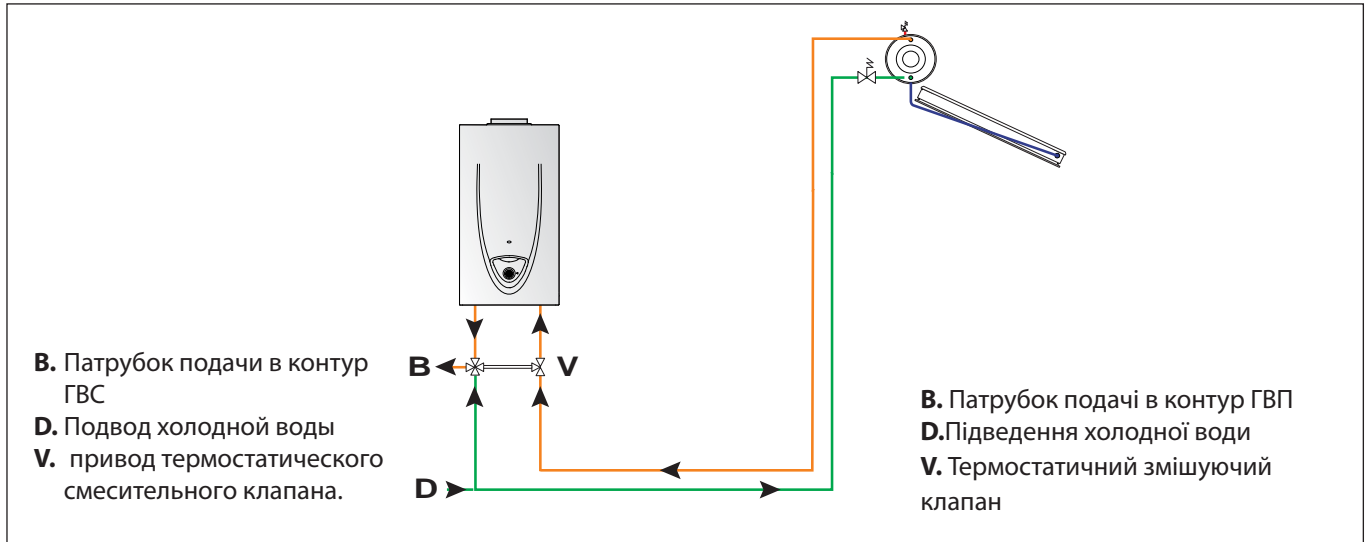 B
V
D
B. Патрубок подачи в контур
ГВС
D. Подвод холодной воды
V. привод термостатического
смесительного клапана.
B. Патрубок подачі в контур ГВП
D.Підведення холодної води
V. Термостатичний змішуючий
клапан